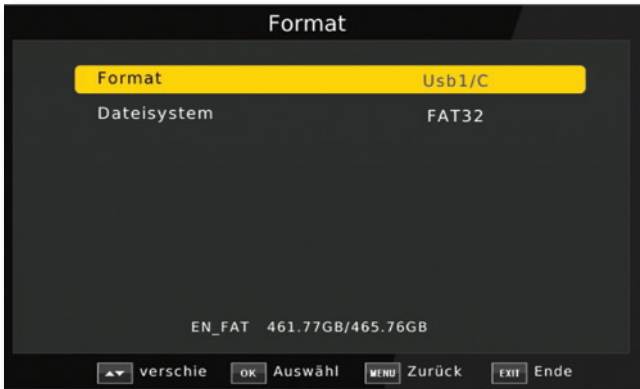 Format
Format Usb1/C
Dateisystem FAT32
EN_FAT 461.77GB/465.76GB
verschie OK Auswähl MENU Zurück EXIT Ende